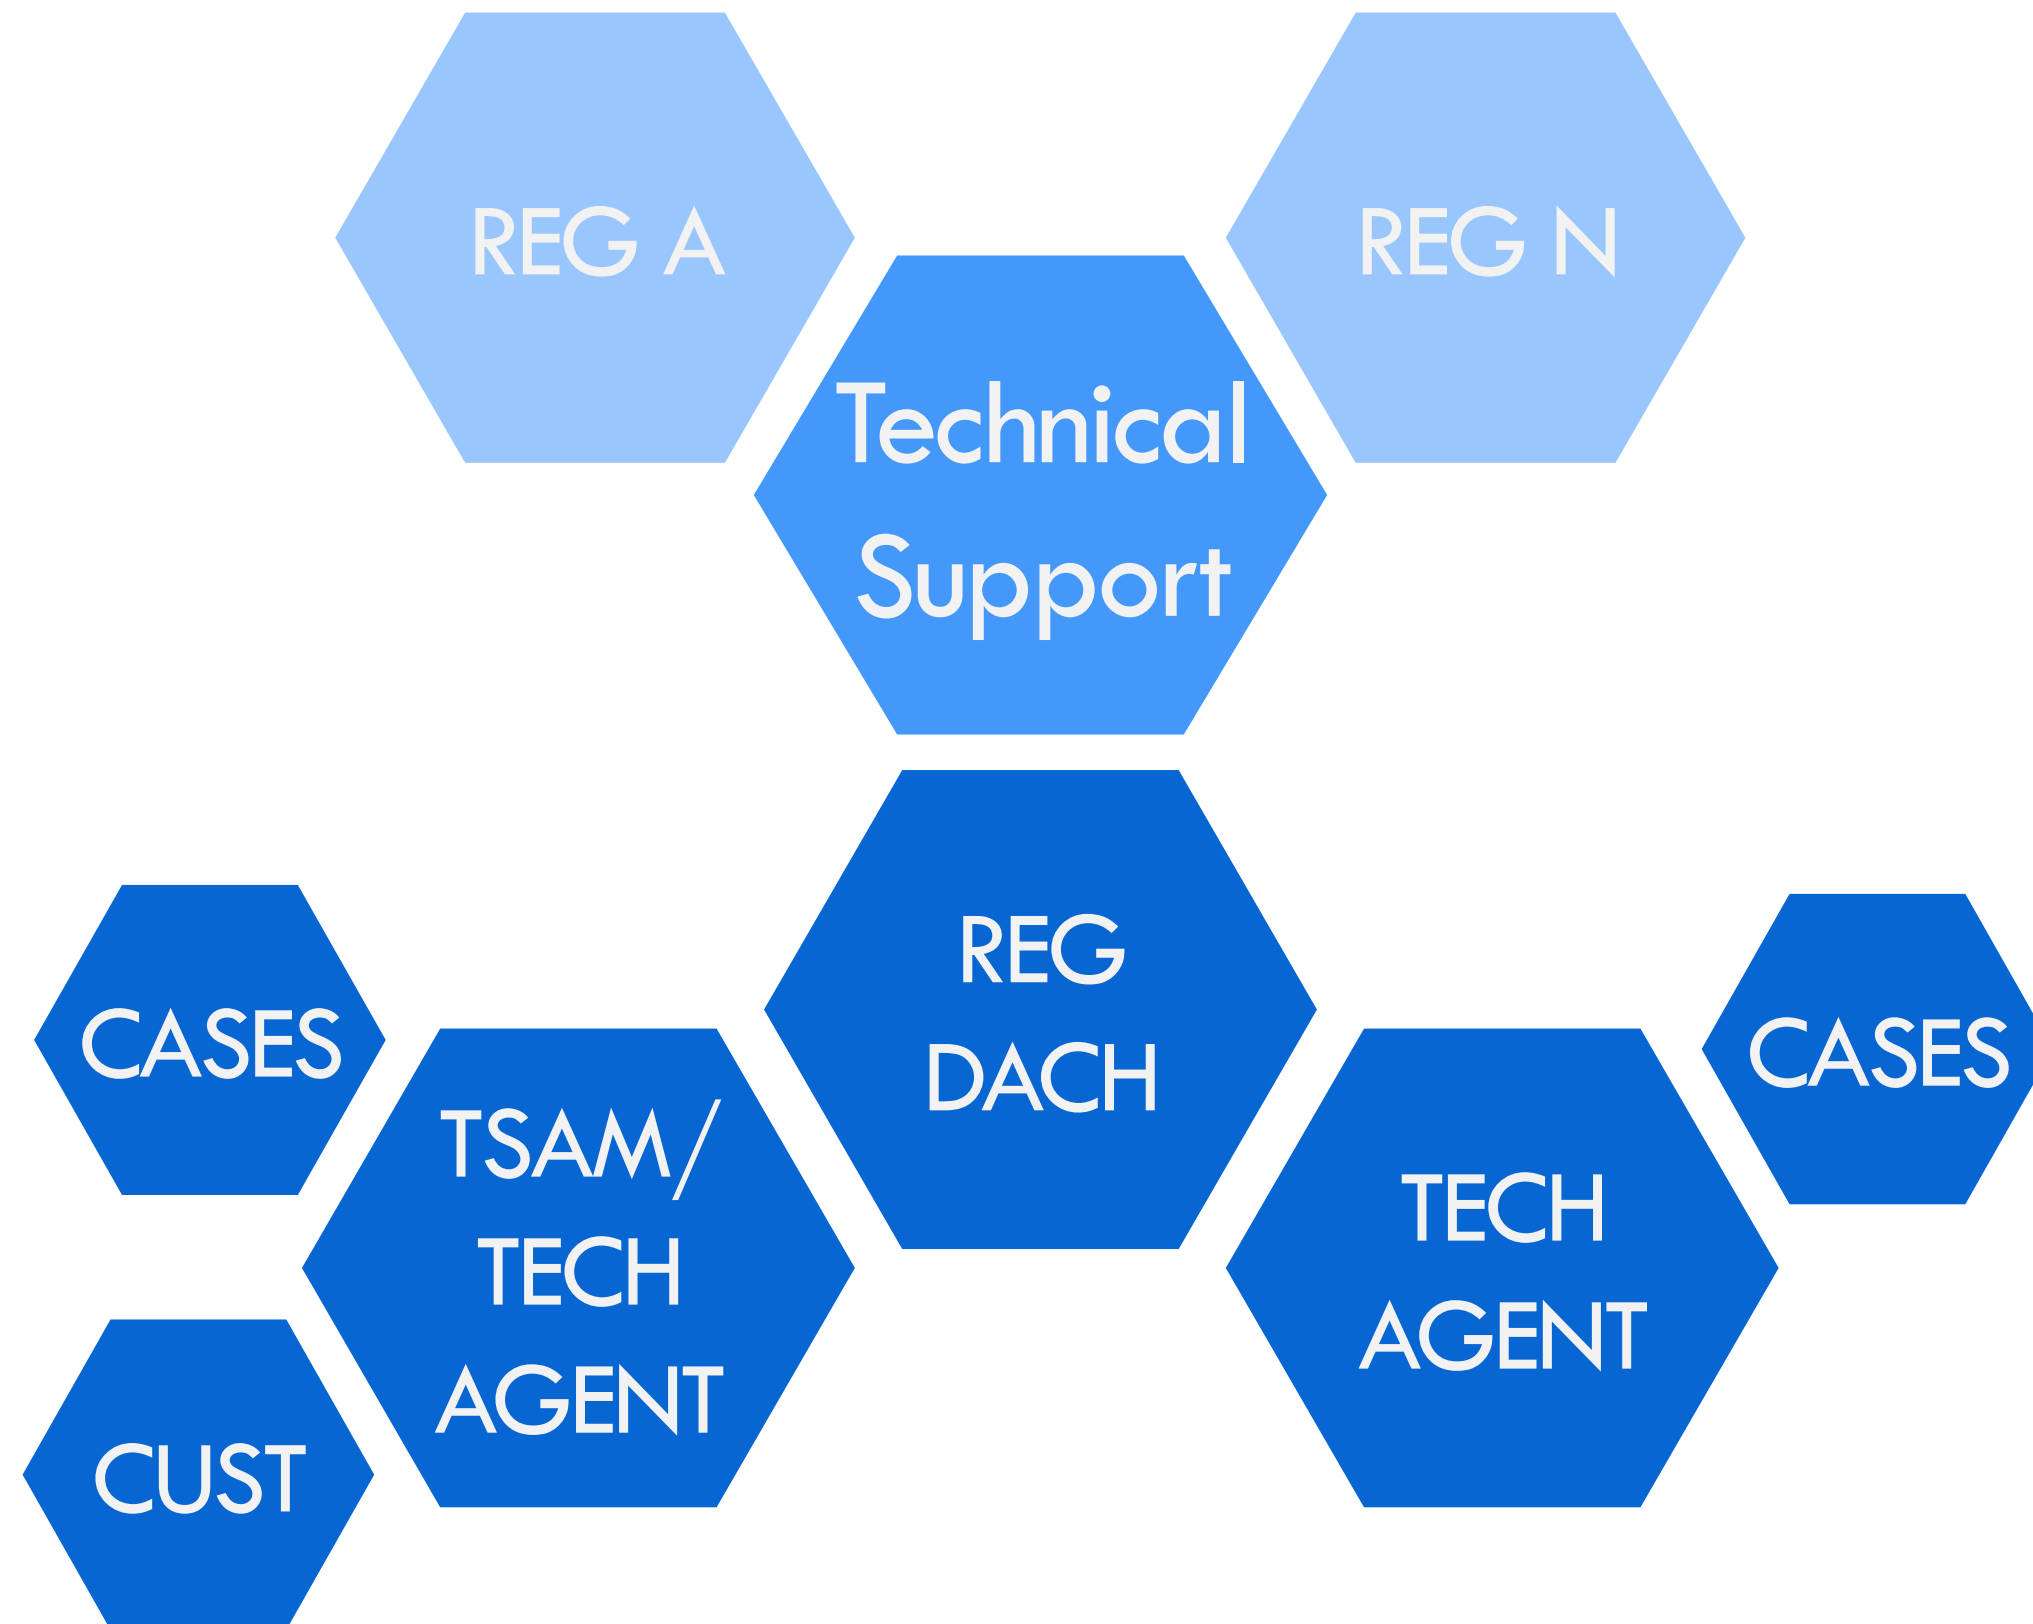 REG A
REG N
Technical
Support
REG
DACH
CASES
TSAM/
TECH
AGENT
CUST
TECH
AGENT
CASES